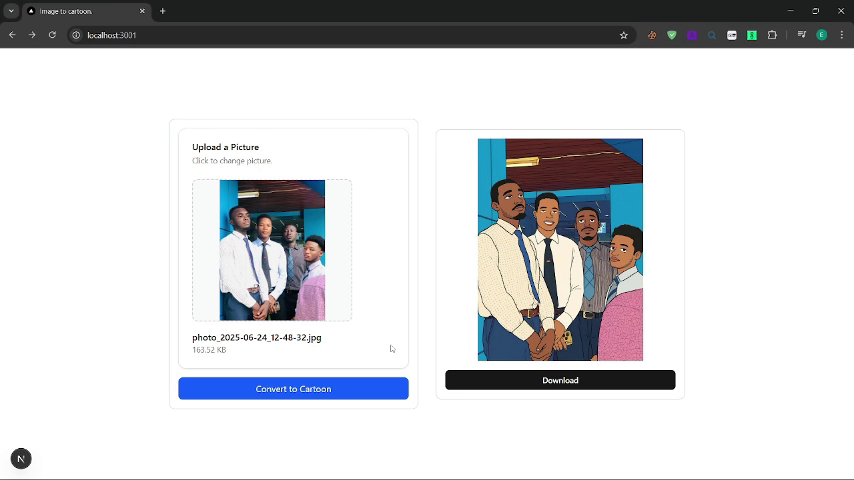 Image to cartoon.
localhost:3001
E
Upload a Picture
Click to change picture.
photo_2025-06-24_12-48-32.jpg
163.52 KB
Convert to Cartoon
Download
N